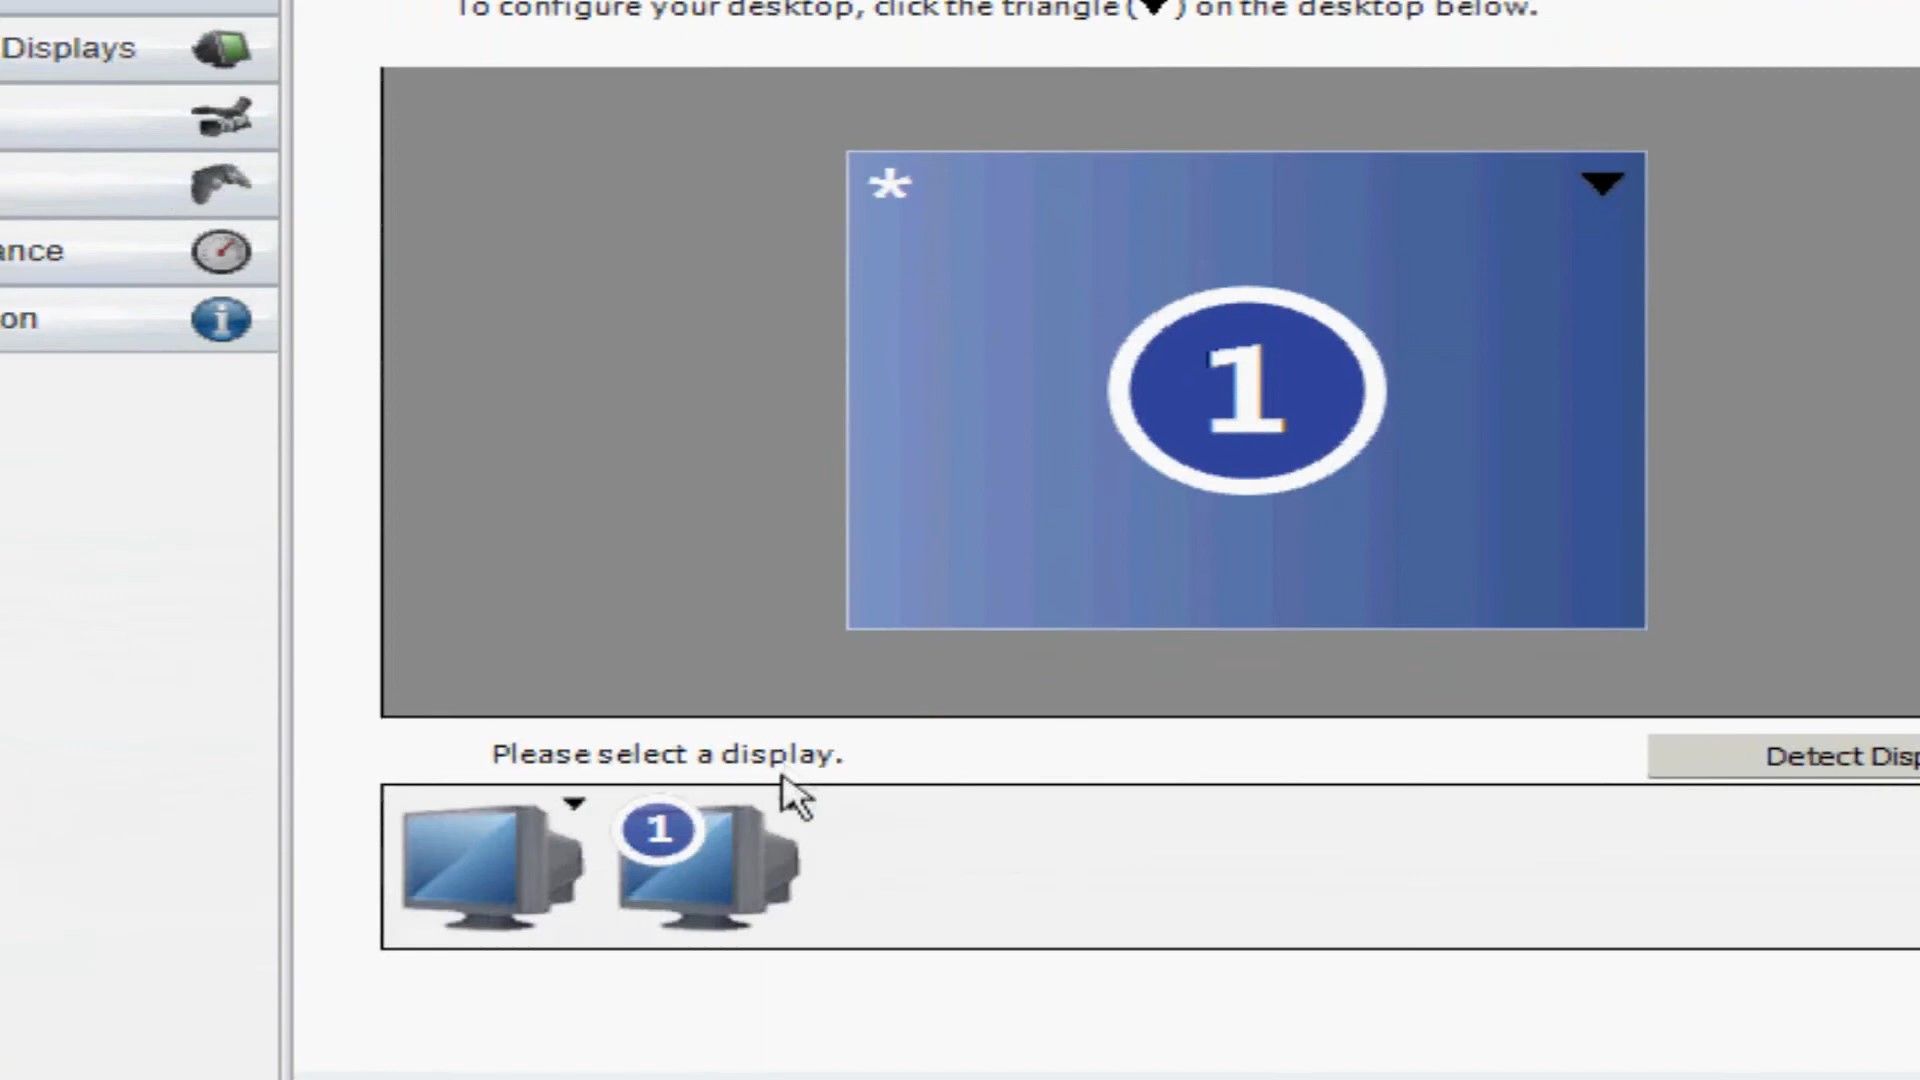 To configure your desktop, click the triangle (▼) on the desktop below.
Displays
ance
on
*
1
Please select a display.
Detect Disp
1